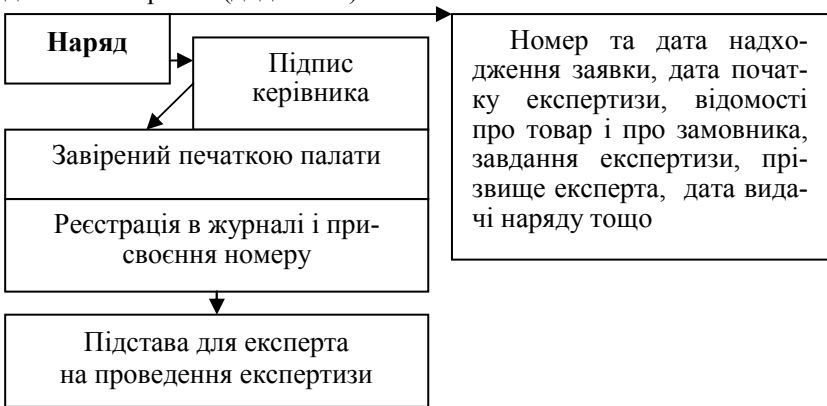 Наряд
Підпис
керівника
Завірений печаткою палати
Реєстрація в журналі і при-
своєння номеру
Підстава для експерта
на проведення експертизи
Номер та дата надхо-
дження заявки, дата почат-
ку експертизи, відомості
про товар і про замовника,
завдання експертизи, прі-
звище експерта, дата вида-
чі наряду тощо